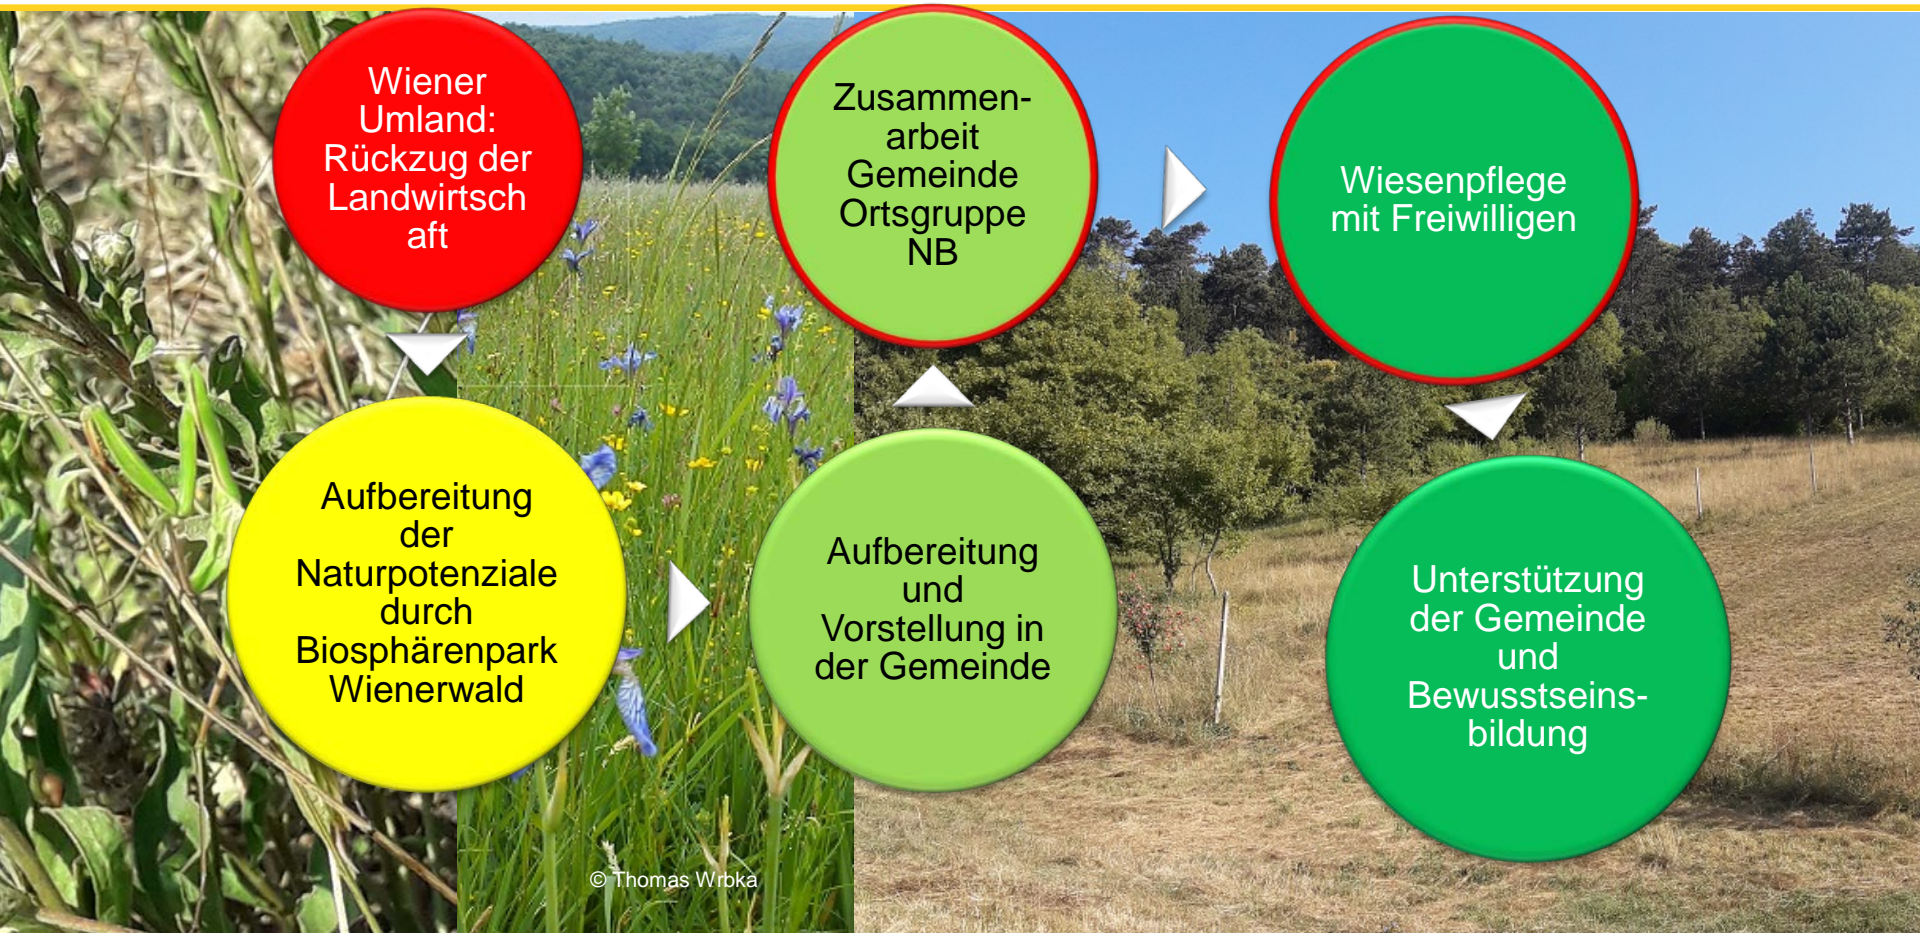 Wiener
Umland:
Rückzug der
Landwirtsch
aft
Aufbereitung
der
Naturpotenziale
durch
Biosphärenpark
Wienerwald
Aufbereitung
und
Vorstellung in
der Gemeinde
Zusammen-
arbeit
Gemeinde
Ortsgruppe
NB
Wiesenpflege
mit Freiwilligen
Unterstützung
der Gemeinde
und
Bewusstseins-
bildung
© Thomas Wrbka